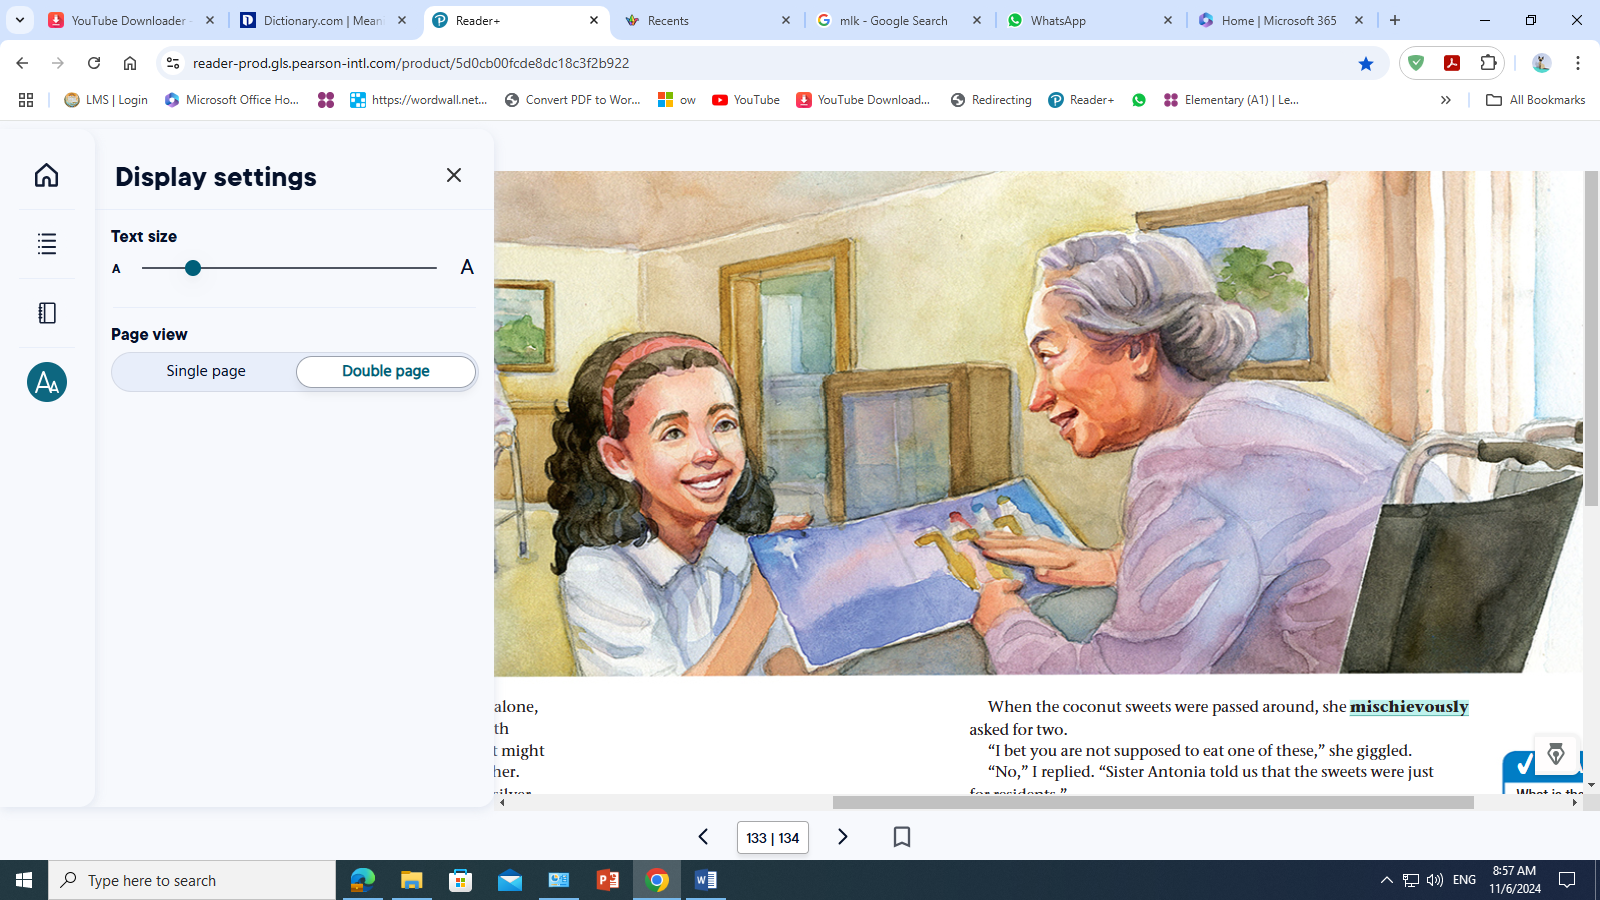 YouTube Downloader
Dictionary.com | Mean
Reader+
Recents
mlk - Google Search
WhatsApp
Home | Microsoft 365
reader-prod.gls.pearson-intl.com/product/5d0cb00fcde8dc18c3f2b922
LMS | Login
Microsoft Office Ho...
https://wordwall.net...
Convert PDF to Wor...
ow
YouTube
YouTube Download...
Redirecting
Reader+
Elementary (A1) | Le...
All Bookmarks
Display settings
Text size
A
A
Page view
Single page
Double page
AA
alone,
th
t might
her.
When the coconut sweets were passed around, she mischievously
asked for two.
“I bet you are not supposed to eat one of these,” she giggled.
“No,” I replied. “Sister Antonia told us that the sweets were just
for residents.”
133 | 134
Type here to search
ENG
8:57 AM
11/6/2024